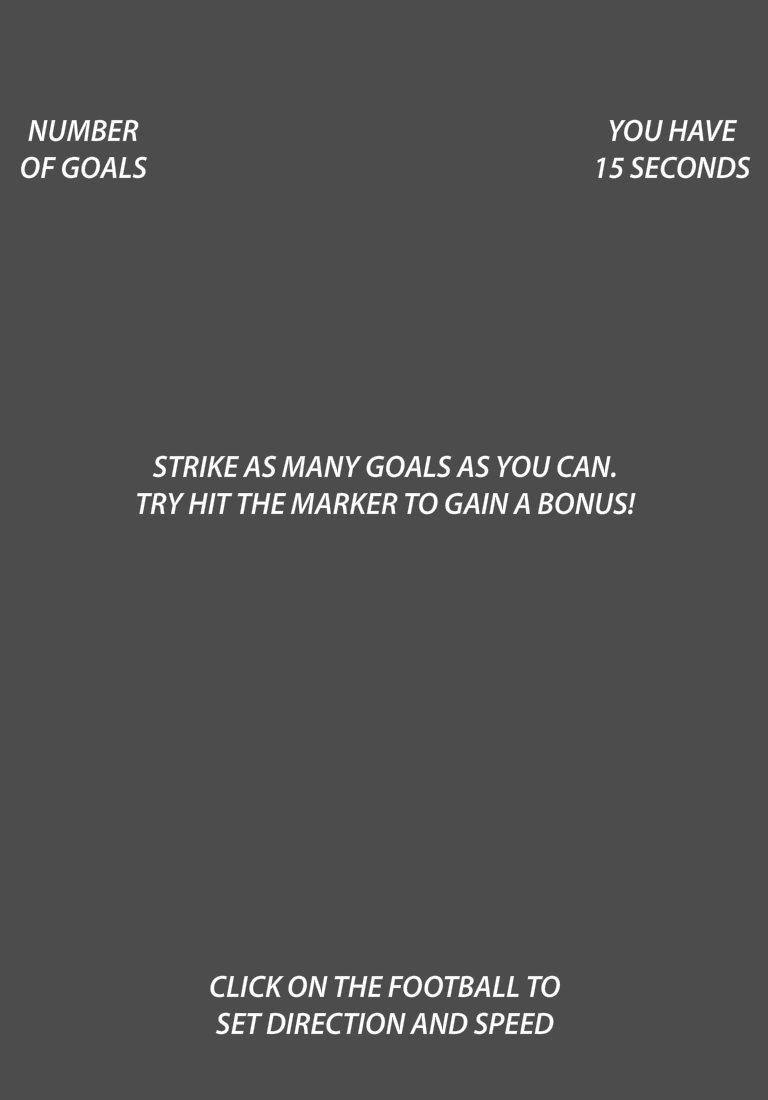 NUMBER
OF GOALS
YOU HAVE
15 SECONDS
STRIKE AS MANY GOALS AS YOU CAN.
TRY HIT THE MARKER TO GAIN A BONUS!
CLICK ON THE FOOTBALL TO
SET DIRECTION AND SPEED